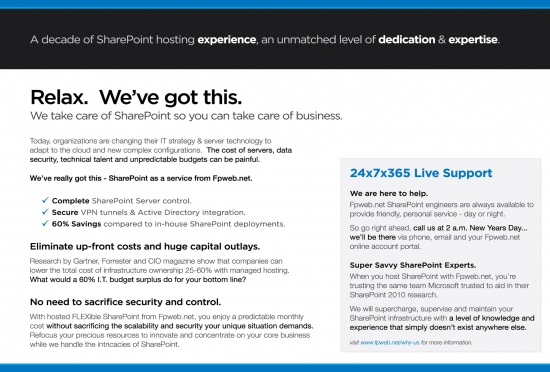 A decade of SharePoint hosting experience, an unmatched level of dedication & expertise.
Relax. We've got this.
We take care of SharePoint so you can take care of business.
Today, organizations are changing their IT strategy & server technology to
adapt to the cloud and new complex configurations. The cost of servers, data
security, technical talent and unpredictable budgets can be painful.
We've really got this - SharePoint as a service from Fpweb.net.
✓ Complete SharePoint Server control.
✓ Secure VPN tunnels & Active Directory integration.
✓ 60% Savings compared to in-house SharePoint deployments.
Eliminate up-front costs and huge capital outlays.
Research by Gartner, Forrester and CIO magazine show that companies can
lower the total cost of infrastructure ownership 25-60% with managed hosting.
What would a 60% I.T. budget surplus do for your bottom line?
No need to sacrifice security and control.
With hosted FLEXible SharePoint from Fpweb.net, you enjoy a predictable monthly
cost without sacrificing the scalability and security your unique situation demands.
Refocus your precious resources to innovate and concentrate on your core business
while we handle the intricacies of SharePoint.
24x7x365 Live Support
We are here to help.
Fpweb.net SharePoint engineers are always available to
provide friendly, personal service - day or night.
So go right ahead, call us at 2 a.m. New Years Day...
we'll be there via phone, email and your Fpweb.net
online account portal.
Super Savvy SharePoint Experts.
When you host SharePoint with Fpweb.net, you're
trusting the same team Microsoft trusted to aid in their
SharePoint 2010 research.
We will supercharge, supervise and maintain your
SharePoint infrastructure with a level of knowledge and
experience that simply doesn't exist anywhere else.
visit www.fpweb.net/why-us for more information.